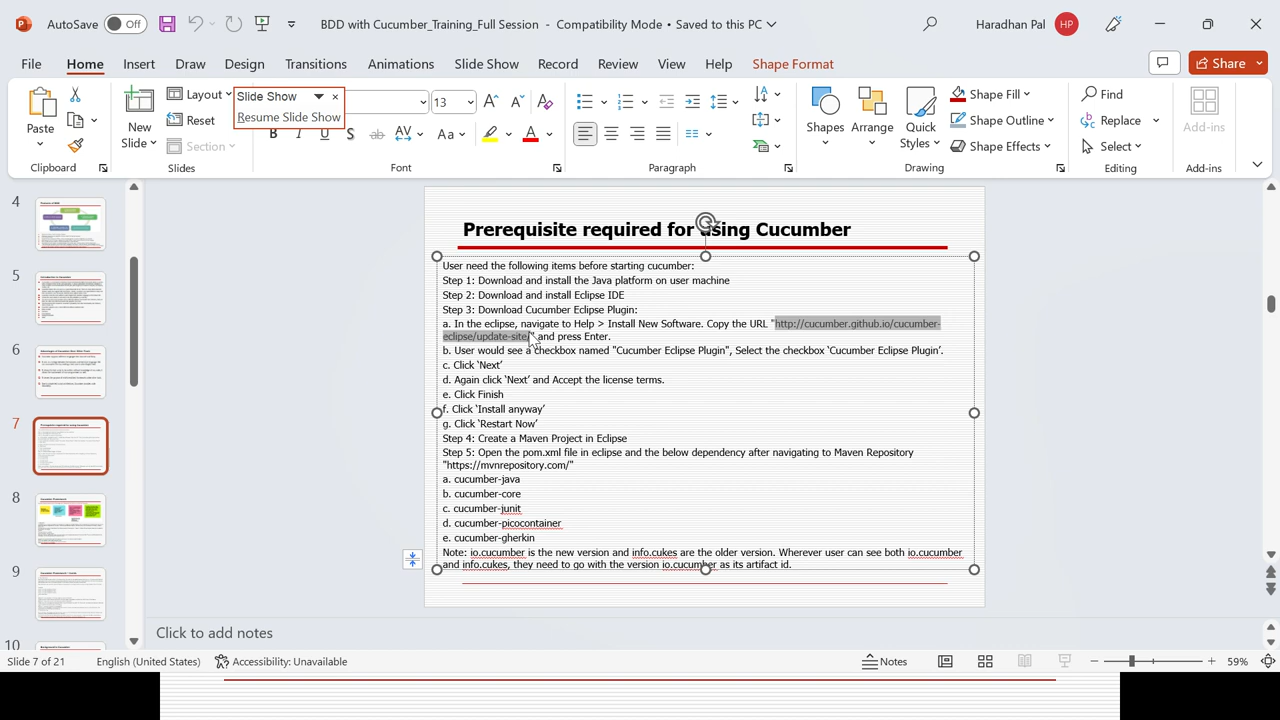 AutoSave Off BDD with Cucumber_Training_Full Session - Compatibility Mode • Saved to this PC Haradhan Pal HP
File Home Insert Draw Design Transitions Animations Slide Show Record Review View Help Shape Format Share
Paste
Clipboard
New Slide
Layout
Reset
Section
Slides
Slide Show
Resume Slide Show
13
Font
Paragraph
Shapes Arrange Quick Styles
Shape Fill
Shape Outline
Shape Effects
Drawing
Find
Replace
Select
Editing
Add-ins
Add-ins
4
5
6
7
8
9
10
Prerequisite required for using Cucumber
User need the following items before starting cucumber:
Step 1: Download and install the Java platform on user machine
Step 2: Download and install Eclipse IDE
Step 3: Download Cucumber Eclipse Plugin:
a. In the eclipse, navigate to Help > Install New Software. Copy the URL "http://cucumber.github.io/cucumber-
eclipse/update-site/" and press Enter.
b. User would see a checkbox named "Cucumber Eclipse Plugin", Select the checkbox 'Cucumber Eclipse Plugin'.
c. Click 'Next'
d. Again click 'Next' and Accept the license terms.
e. Click Finish
f. Click 'Install anyway'
g. Click 'Restart Now'
Step 4: Create a Maven Project in Eclipse
Step 5: Open the pom.xml file in eclipse and the below dependency after navigating to Maven Repository
"https://mvnrepository.com/"
a. cucumber-java
b. cucumber-core
c. cucumber-junit
d. cucumber-picocontainer
e. cucumber-gherkin
Note: io.cucumber is the new version and info.cukes are the older version. Wherever user can see both io.cucumber
and info.cukes they need to go with the version io.cucumber as its updated.
Click to add notes
Slide 7 of 21 English (United States) Accessibility: Unavailable Notes 59%